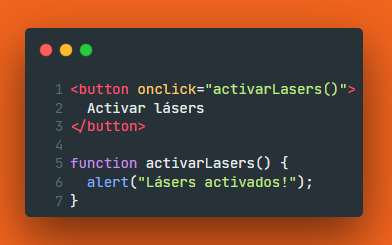 1 <button onclick="activarLasers()">
2   Activar lásers
3 </button>
4
5 function activarLasers() {
6   alert("Lásers activados!");
7 }